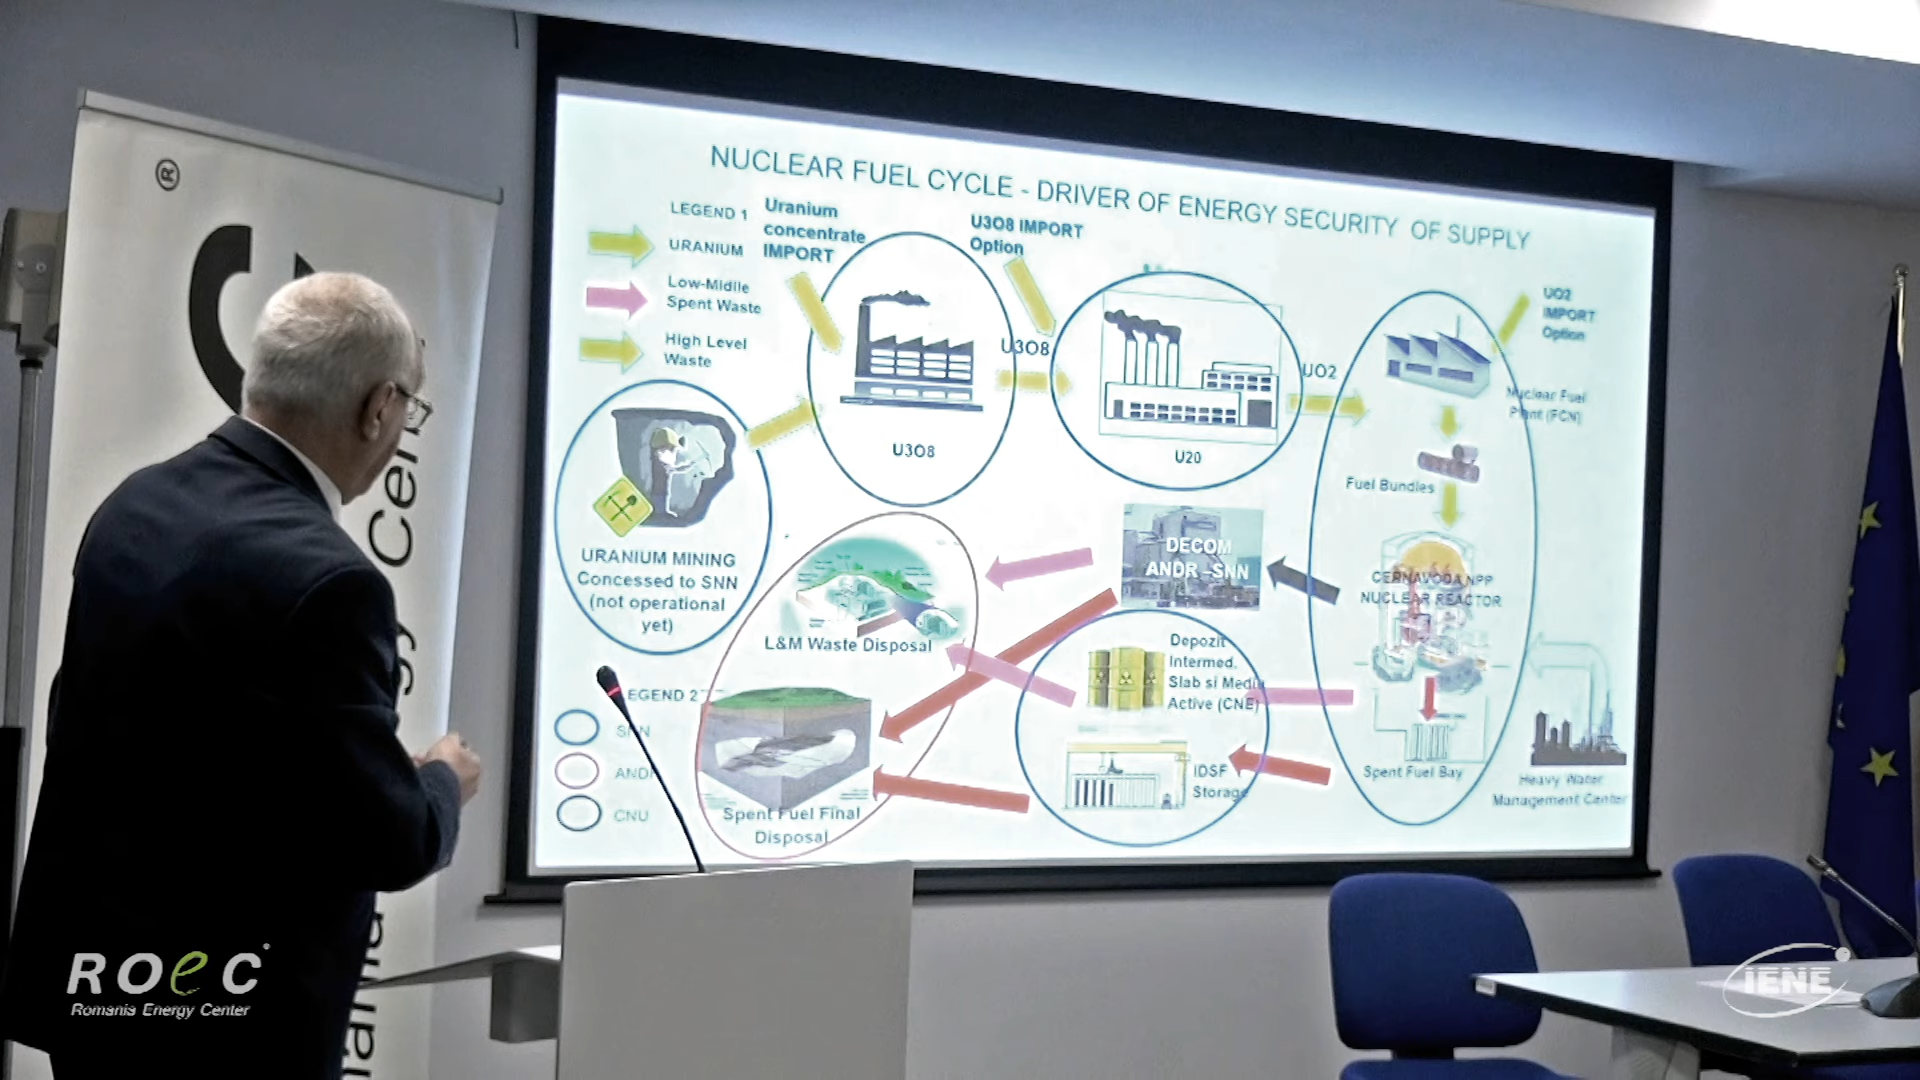 NUCLEAR FUEL CYCLE - DRIVER OF ENERGY SECURITY OF SUPPLY
LEGEND 1
URANIUM
Low-Midlle
Spent Waste
High Level
Waste
Uranium
concentrate
IMPORT
U3O8 IMPORT
Option
UO2
IMPORT
Option
U3O8
U3O8
U20
UO2
Nuclear Fuel
Plant (FCN)
Fuel Bundles
CERNAVODA NPP
NUCLEAR REACTOR
URANIUM MINING
Concessed to SNN
(not operational
yet)
DECOM
ANDR -SNN
L&M Waste Disposal
Depozit
Intermed.
Slab si Mediu
Active (CNE)
IDSF
Storage
Spent Fuel Bay
Heavy Water
Management Center
Spent Fuel Final
Disposal
EGEND 2
SNN
ANDR
CNU
®
ROeC
Romania Energy Center
IENE